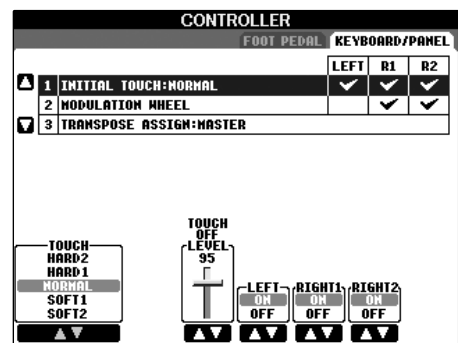 CONTROLLER
FOOT PEDAL KEYBOARD/PANEL
LEFT R1 R2
1 INITIAL TOUCH:NORMAL
2 MODULATION WHEEL
3 TRANSPOSE ASSIGN:MASTER
TOUCH
HARD2
HARD1
NORMAL
SOFT1
SOFT2
TOUCH
OFF
LEVEL
95
LEFT RIGHT1 RIGHT2
ON ON ON
OFF OFF OFF